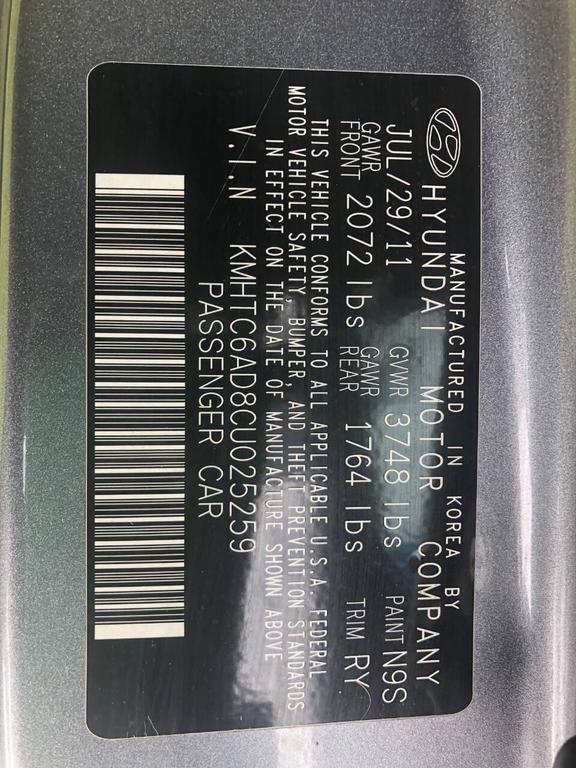 MANUFACTURED IN KOREA BY
HYUNDAI MOTOR COMPANY
JUL/29/11 GVWR 3748 lbs PAINT N9S
GAWR FRONT 2072 lbs GAWR REAR 1764 lbs TRIM RY
THIS VEHICLE CONFORMS TO ALL APPLICABLE U.S.A. FEDERAL
MOTOR VEHICLE SAFETY, BUMPER, AND THEFT PREVENTION STANDARDS
IN EFFECT ON THE DATE OF MANUFACTURE SHOWN ABOVE
V.I.N KMHTC6AD8CU025259
PASSENGER CAR